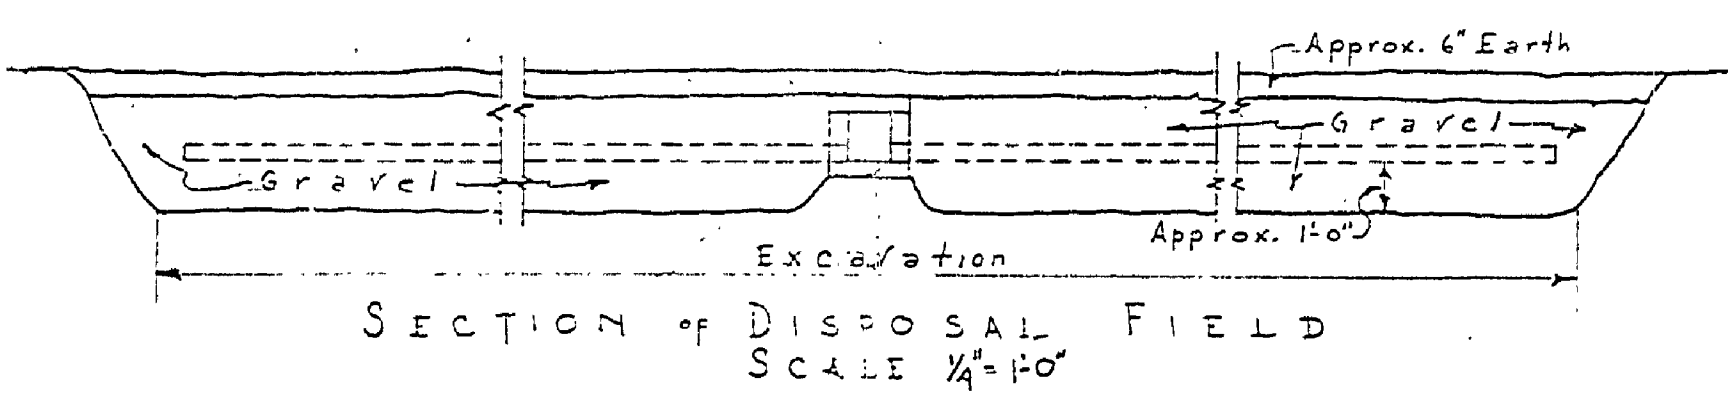 Approx. 6" Earth
Gravel
Gravel
Approx. 1'-0"
Excavation
SECTION OF DISPOSAL FIELD
SCALE ¼" = 1'-0"